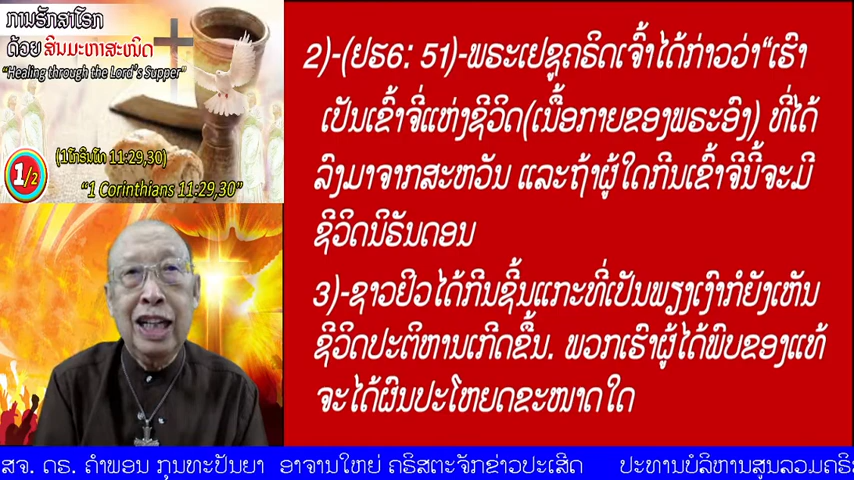 ການຮັກສາໂຣກ
ດ້ວຍ ສິນມະຫາສະໜິດ
“Healing through the Lord’s Supper”
(1ໂກຣິນໂທ 11:29,30)
1/2
“1 Corinthians 11:29,30”
2)-(ຢຮ6: 51)-ພຣະເຢຊູຄຣິດເຈົ້າໄດ້ກ່າວວ່າ“ເຮົາ
ເປັນເຂົ້າຈີ່ແຫ່ງຊີວິດ(ເນື້ອກາຍຂອງພຣະອົງ) ທີ່ໄດ້
ລົງມາຈາກສະຫວັນ ແລະຖ້າຜູ້ໃດກິນເຂົ້າຈີນີ້ຈະມີ
ຊີວິດນິຣັນດອນ
3)-ຊາວຢິວໄດ້ກິນຊີ້ນແກະທີ່ເປັນພຽງເງົາກໍຍັງເຫັນ
ຊີວິດປະຕິຫານເກີດຂື້ນ. ພວກເຮົາຜູ້ໄດ້ພົບຂອງແທ້
ຈະໄດ້ຜົນປະໂຫຍດຂະໜາດໃດ
ສຈ. ດຣ. ຄຳພອນ ກຸນທະປັນຍາ ອາຈານໃຫຍ່ ຄຣິສຕະຈັກຂ່າວປະເສີດ ປະທານບໍລິຫານສູນລວມຄຣິສ